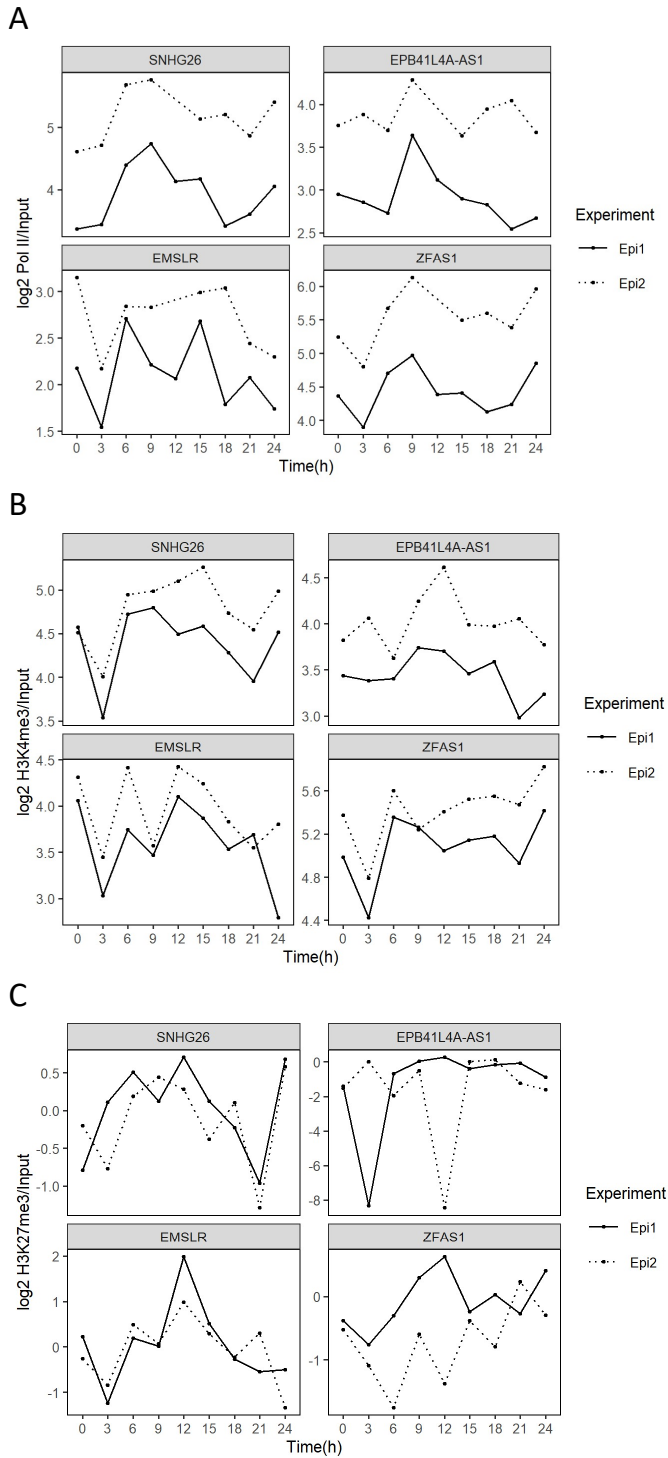 A
SNHG26 EPB41L4A-AS1
5
4
4.0
3.5
3.0
2.5
EMSLR ZFAS1
3.0
2.5
2.0
1.5
6.0
5.5
5.0
4.5
4.0
0 3 6 9 12 15 18 21 24 0 3 6 9 12 15 18 21 24
Time(h)
log2 Pol II/Input
Experiment
Epi1
Epi2
B
SNHG26 EPB41L4A-AS1
5.0
4.5
4.0
3.5
4.5
4.0
3.5
3.0
EMSLR ZFAS1
4.5
4.0
3.5
3.0
5.6
5.2
4.8
4.4
0 3 6 9 12 15 18 21 24 0 3 6 9 12 15 18 21 24
Time(h)
log2 H3K4me3/Input
Experiment
Epi1
Epi2
C
SNHG26 EPB41L4A-AS1
0.5
0.0
-0.5
-1.0
0
-2
-4
-6
-8
EMSLR ZFAS1
2
1
0
-1
0
-1
0 3 6 9 12 15 18 21 24 0 3 6 9 12 15 18 21 24
Time(h)
log2 H3K27me3/Input
Experiment
Epi1
Epi2